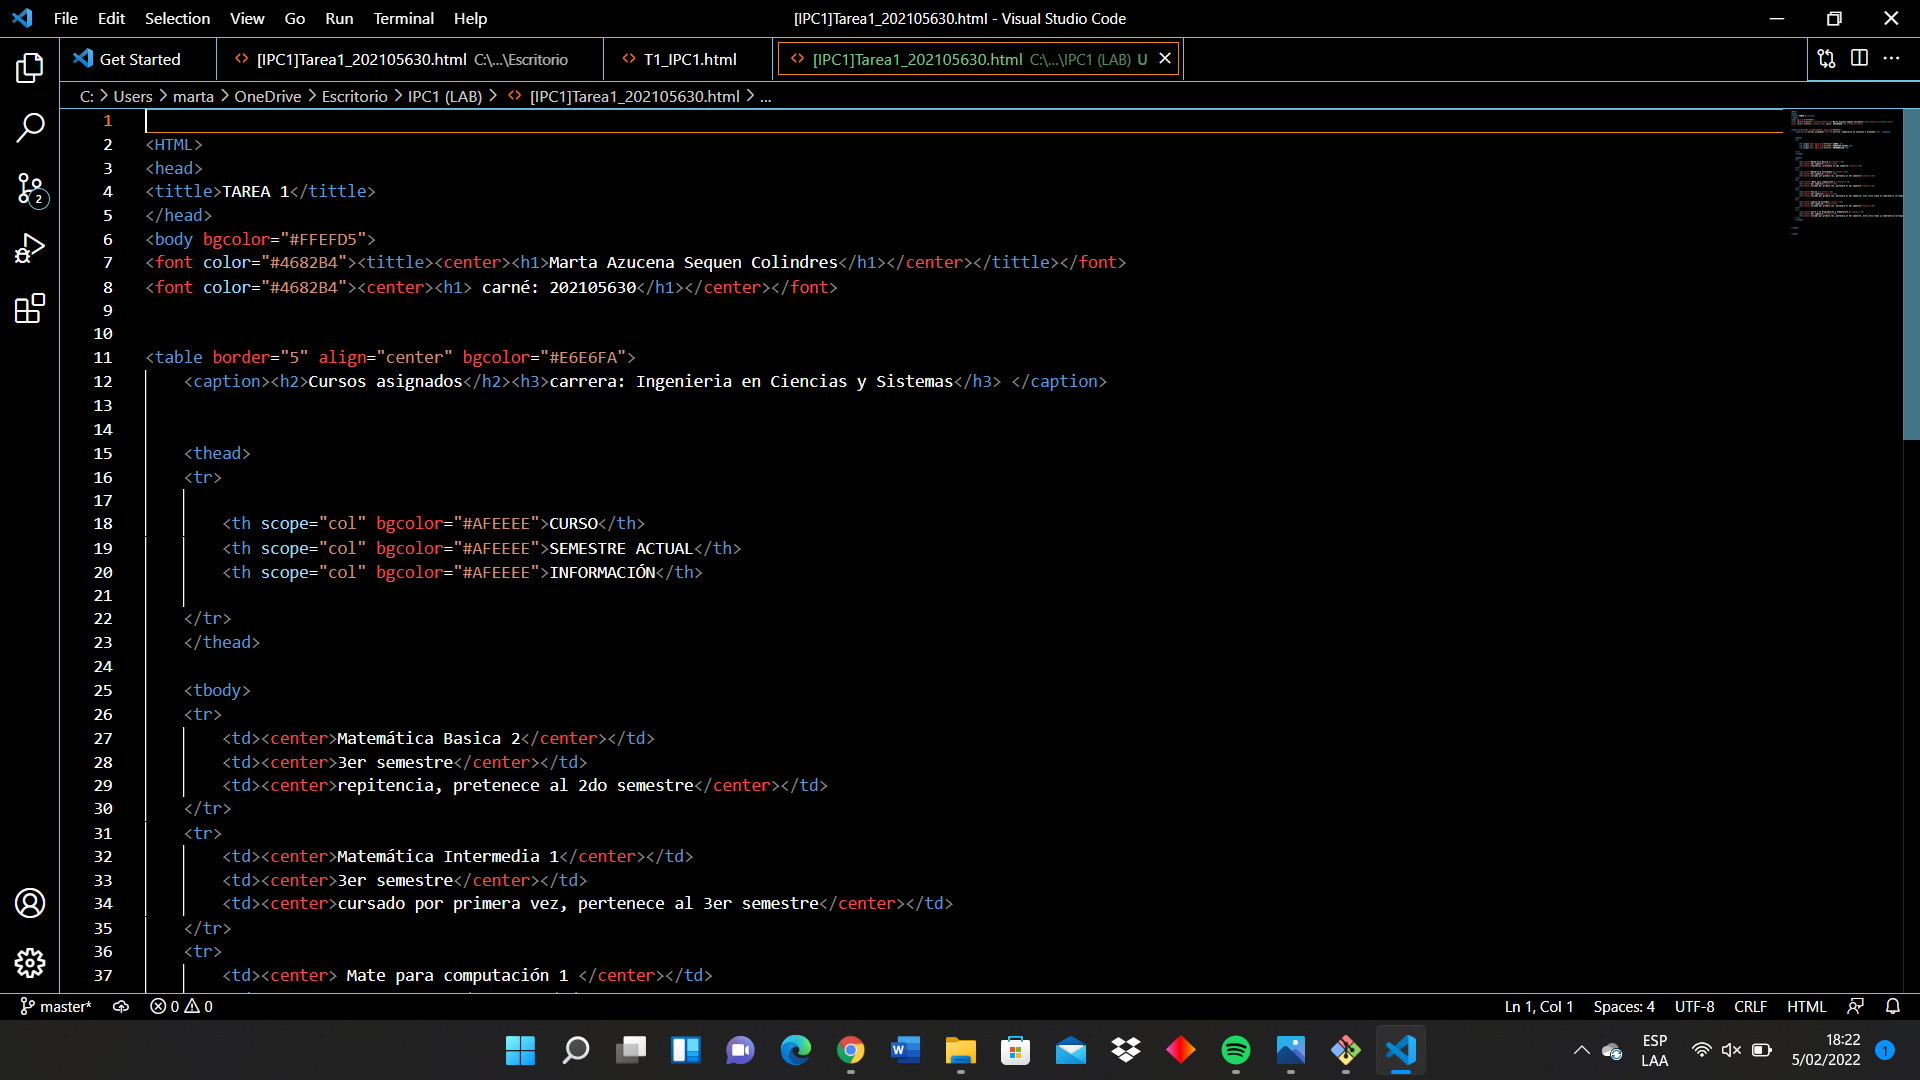 File Edit Selection View Go Run Terminal Help [IPC1]Tarea1_202105630.html - Visual Studio Code
Get Started [IPC1]Tarea1_202105630.html C:\...\Escritorio T1_IPC1.html [IPC1]Tarea1_202105630.html C:\...\IPC1 (LAB) U
C: > Users > marta > OneDrive > Escritorio > IPC1 (LAB) > [IPC1]Tarea1_202105630.html > ...
1
2 <HTML>
3 <head>
4 <tittle>TAREA 1</tittle>
5 </head>
6 <body bgcolor="#FFEFD5">
7 <font color="#4682B4"><tittle><center><h1>Marta Azucena Sequen Colindres</h1></center></tittle></font>
8 <font color="#4682B4"><center><h1> carné: 202105630</h1></center></font>
9
10
11 <table border="5" align="center" bgcolor="#E6E6FA">
12 <caption><h2>Cursos asignados</h2><h3>carrera: Ingenieria en Ciencias y Sistemas</h3> </caption>
13
14
15 <thead>
16 <tr>
17
18 <th scope="col" bgcolor="#AFEEEE">CURSO</th>
19 <th scope="col" bgcolor="#AFEEEE">SEMESTRE ACTUAL</th>
20 <th scope="col" bgcolor="#AFEEEE">INFORMACIÓN</th>
21
22 </tr>
23 </thead>
24
25 <tbody>
26 <tr>
27 <td><center>Matemática Basica 2</center></td>
28 <td><center>3er semestre</center></td>
29 <td><center>repitencia, pretenece al 2do semestre</center></td>
30 </tr>
31 <tr>
32 <td><center>Matemática Intermedia 1</center></td>
33 <td><center>3er semestre</center></td>
34 <td><center>cursado por primera vez, pertenece al 3er semestre</center></td>
35 </tr>
36 <tr>
37 <td><center> Mate para computación 1 </center></td>
2
master* 0 0 Ln 1, Col 1 Spaces: 4 UTF-8 CRLF HTML
ESP LAA 18:22 5/02/2022 1